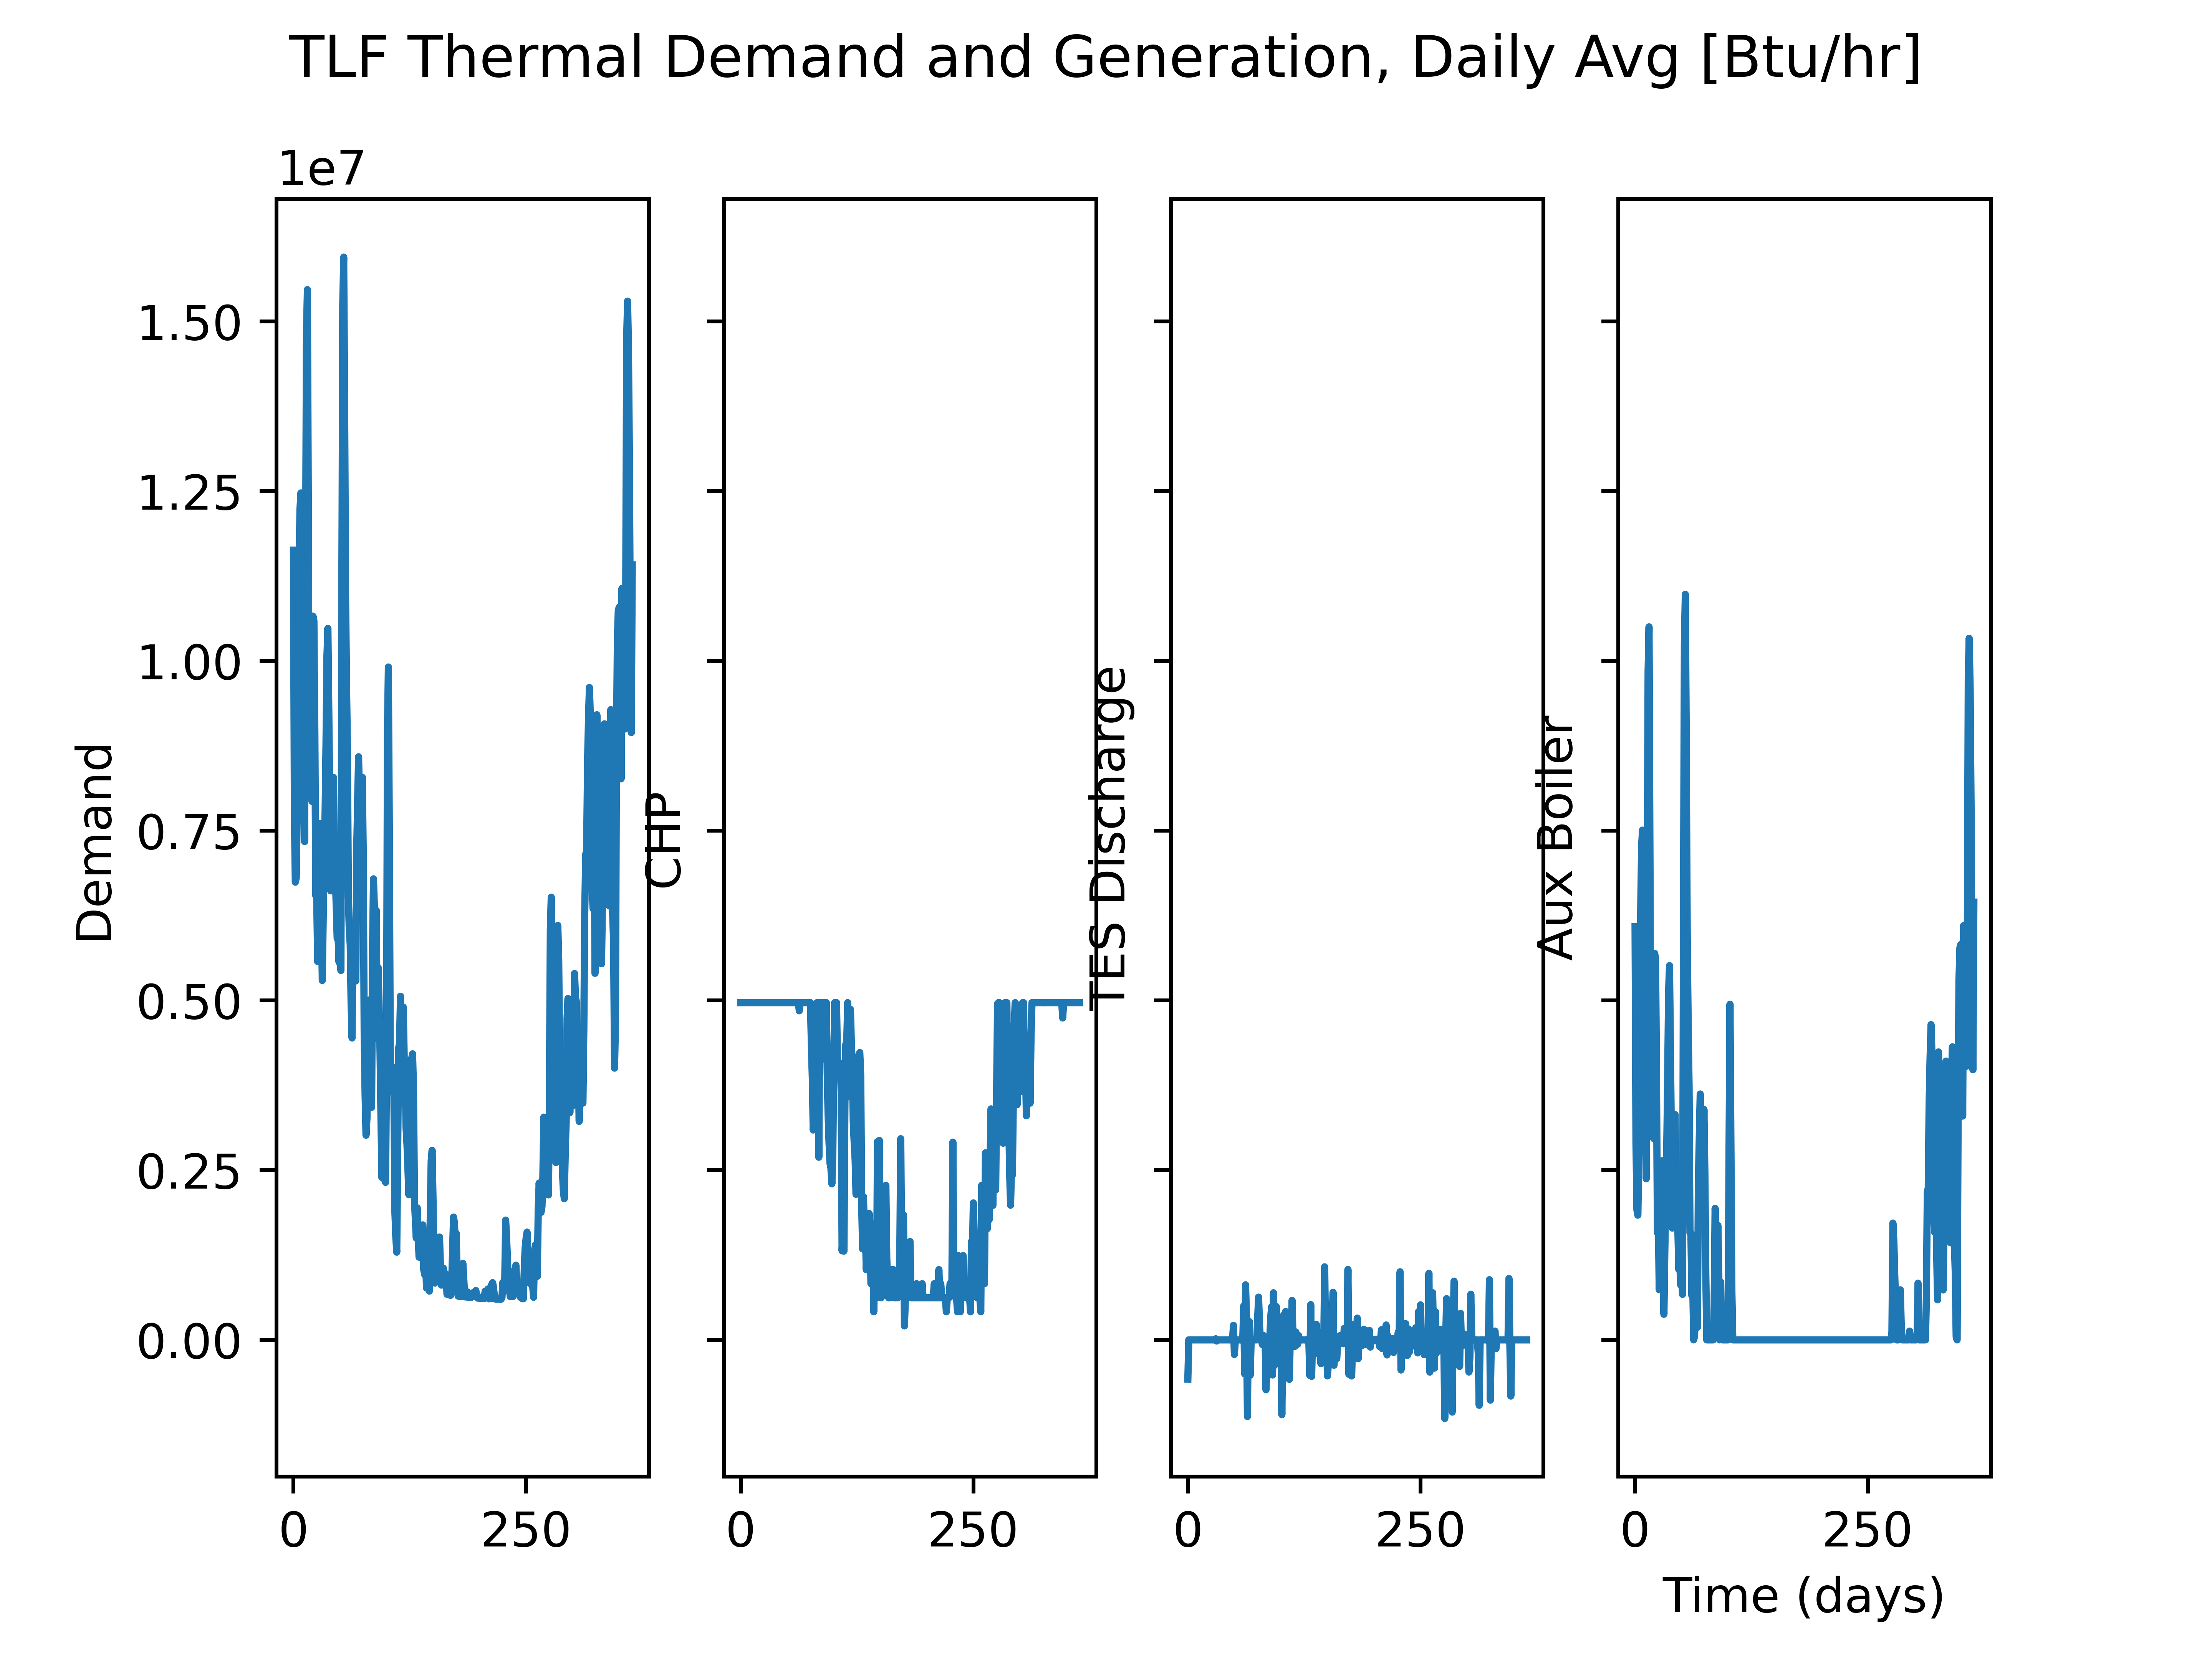 TLF Thermal Demand and Generation, Daily Avg [Btu/hr]
1e7
1.50
1.25
1.00
0.75
0.50
0.25
0.00
Demand
CHP
TES Discharge
Aux Boiler
0 250
0 250
0 250
0 250
Time (days)